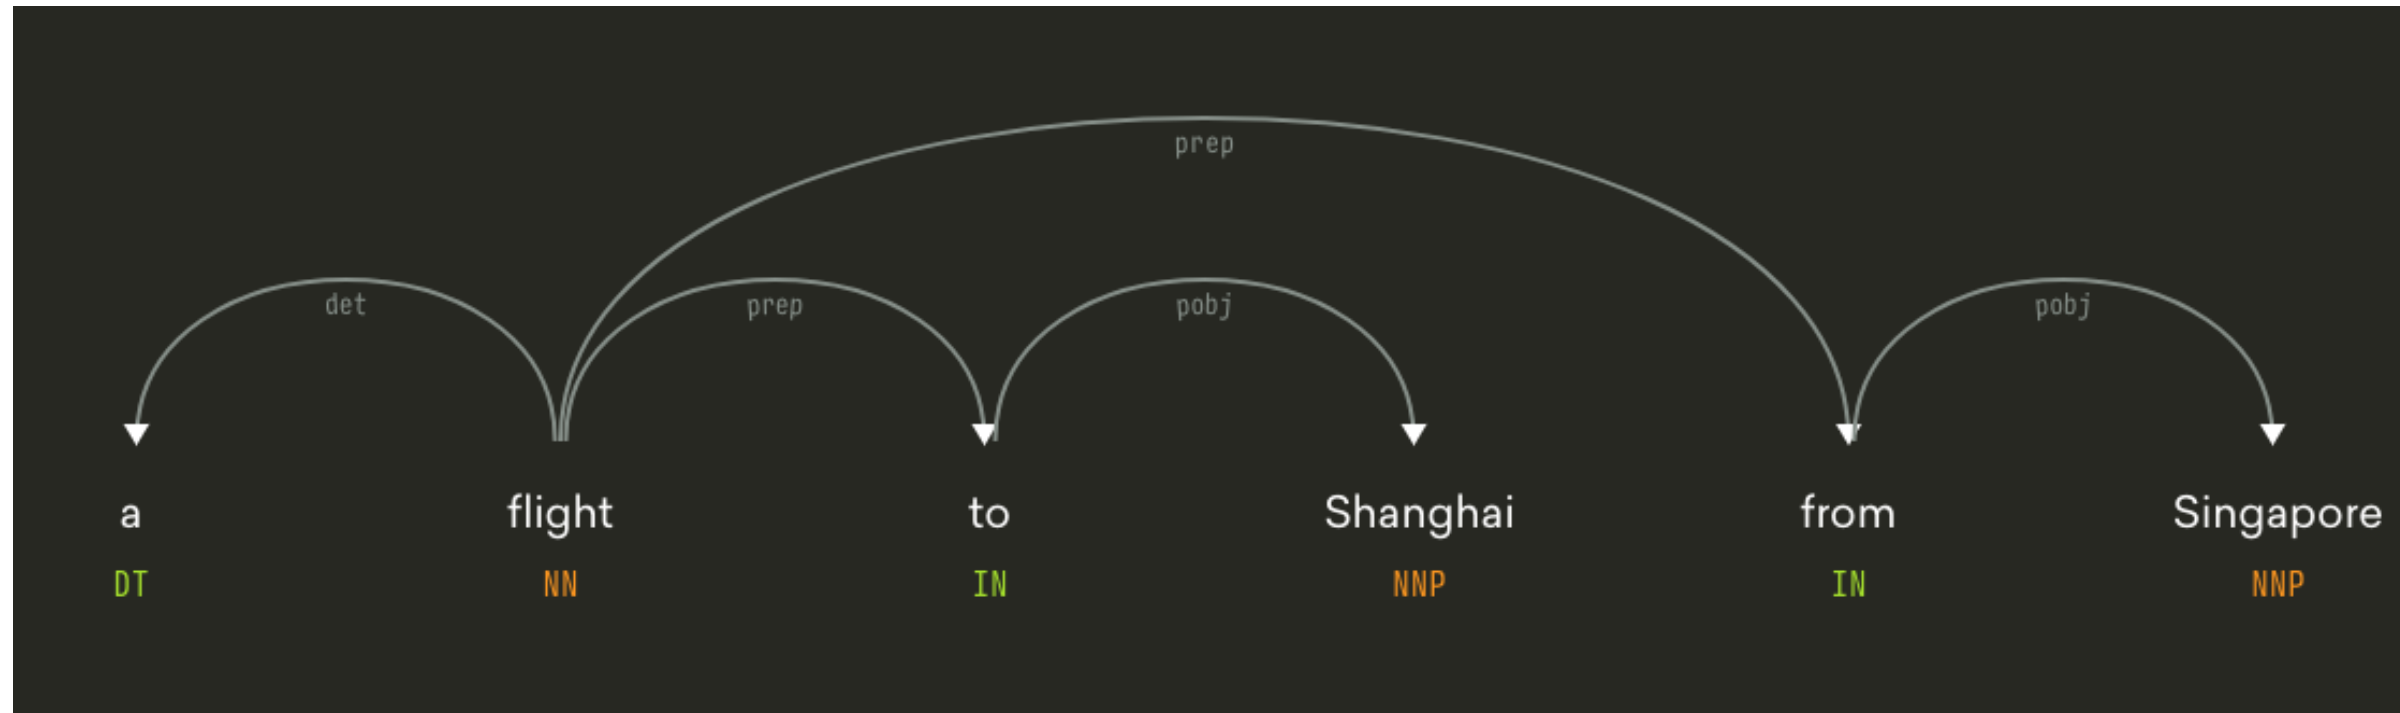 prep
det prep pobj pobj
a flight to Shanghai from Singapore
DT NN IN NNP IN NNP